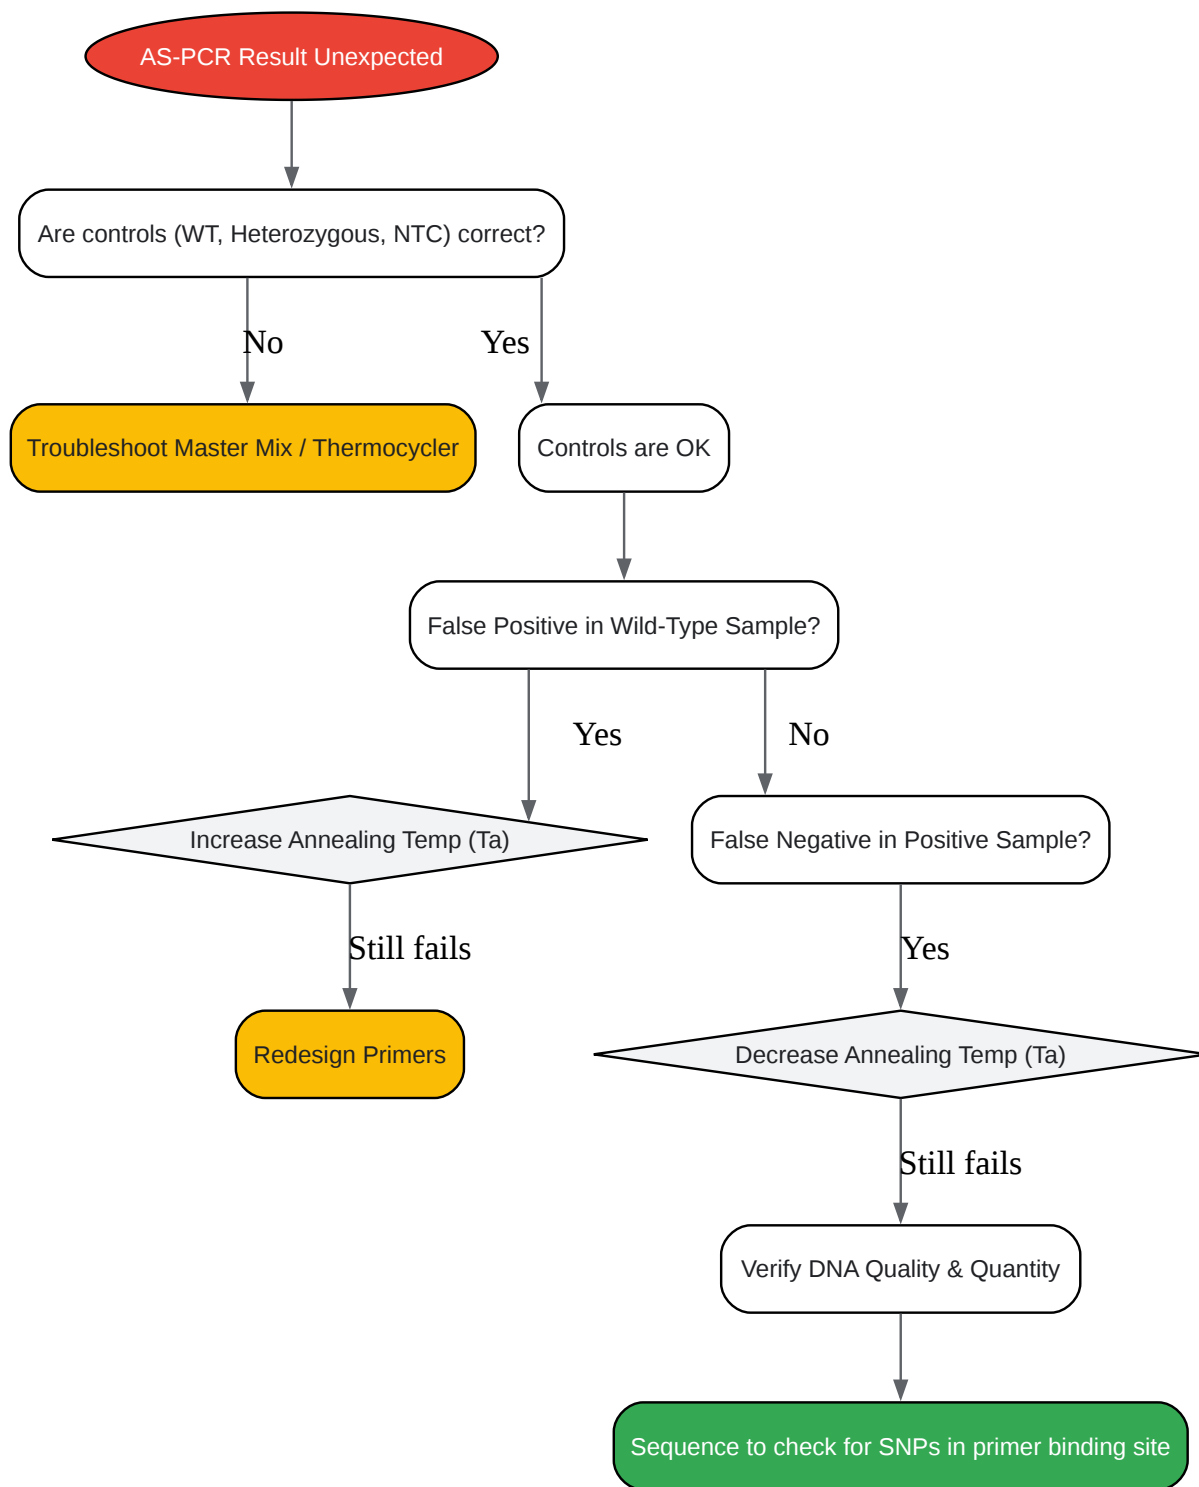 AS-PCR Result Unexpected
Are controls (WT, Heterozygous, NTC) correct?
No
Yes
Troubleshoot Master Mix / Thermocycler
Controls are OK
False Positive in Wild-Type Sample?
Yes
No
Increase Annealing Temp (Ta)
False Negative in Positive Sample?
Still fails
Yes
Redesign Primers
Decrease Annealing Temp (Ta)
Still fails
Verify DNA Quality & Quantity
Sequence to check for SNPs in primer binding site